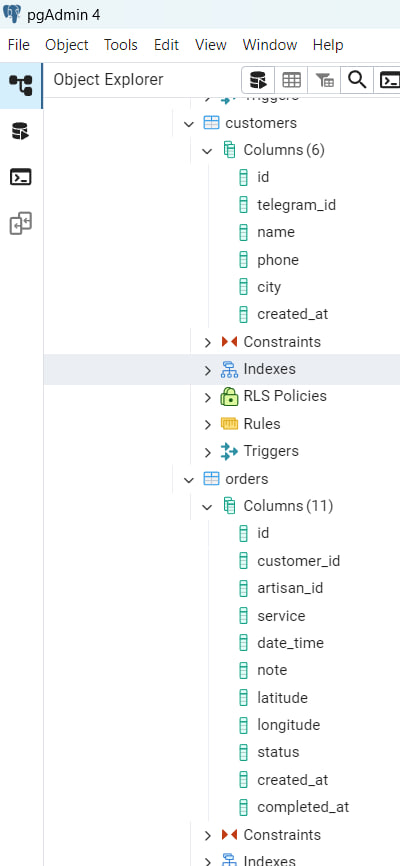 pgAdmin 4
File Object Tools Edit View Window Help
Object Explorer
Triggers
customers
Columns (6)
id
telegram_id
name
phone
city
created_at
Constraints
Indexes
RLS Policies
Rules
Triggers
orders
Columns (11)
id
customer_id
artisan_id
service
date_time
note
latitude
longitude
status
created_at
completed_at
Constraints
Indexes